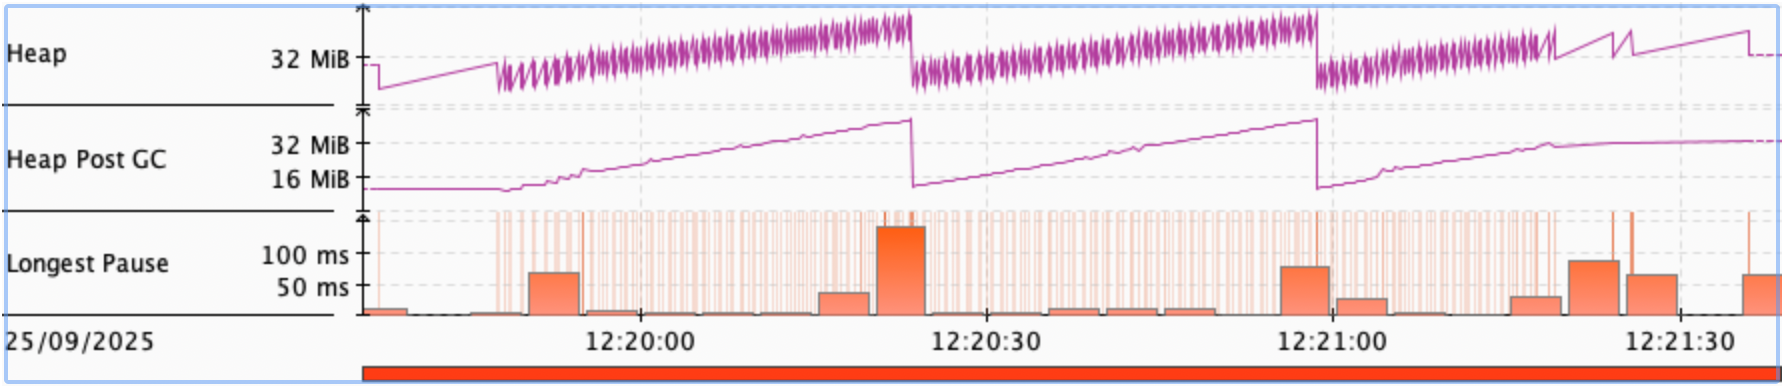 Heap
32 MiB
Heap Post GC
32 MiB
16 MiB
Longest Pause
100 ms
50 ms
25/09/2025
12:20:00
12:20:30
12:21:00
12:21:30